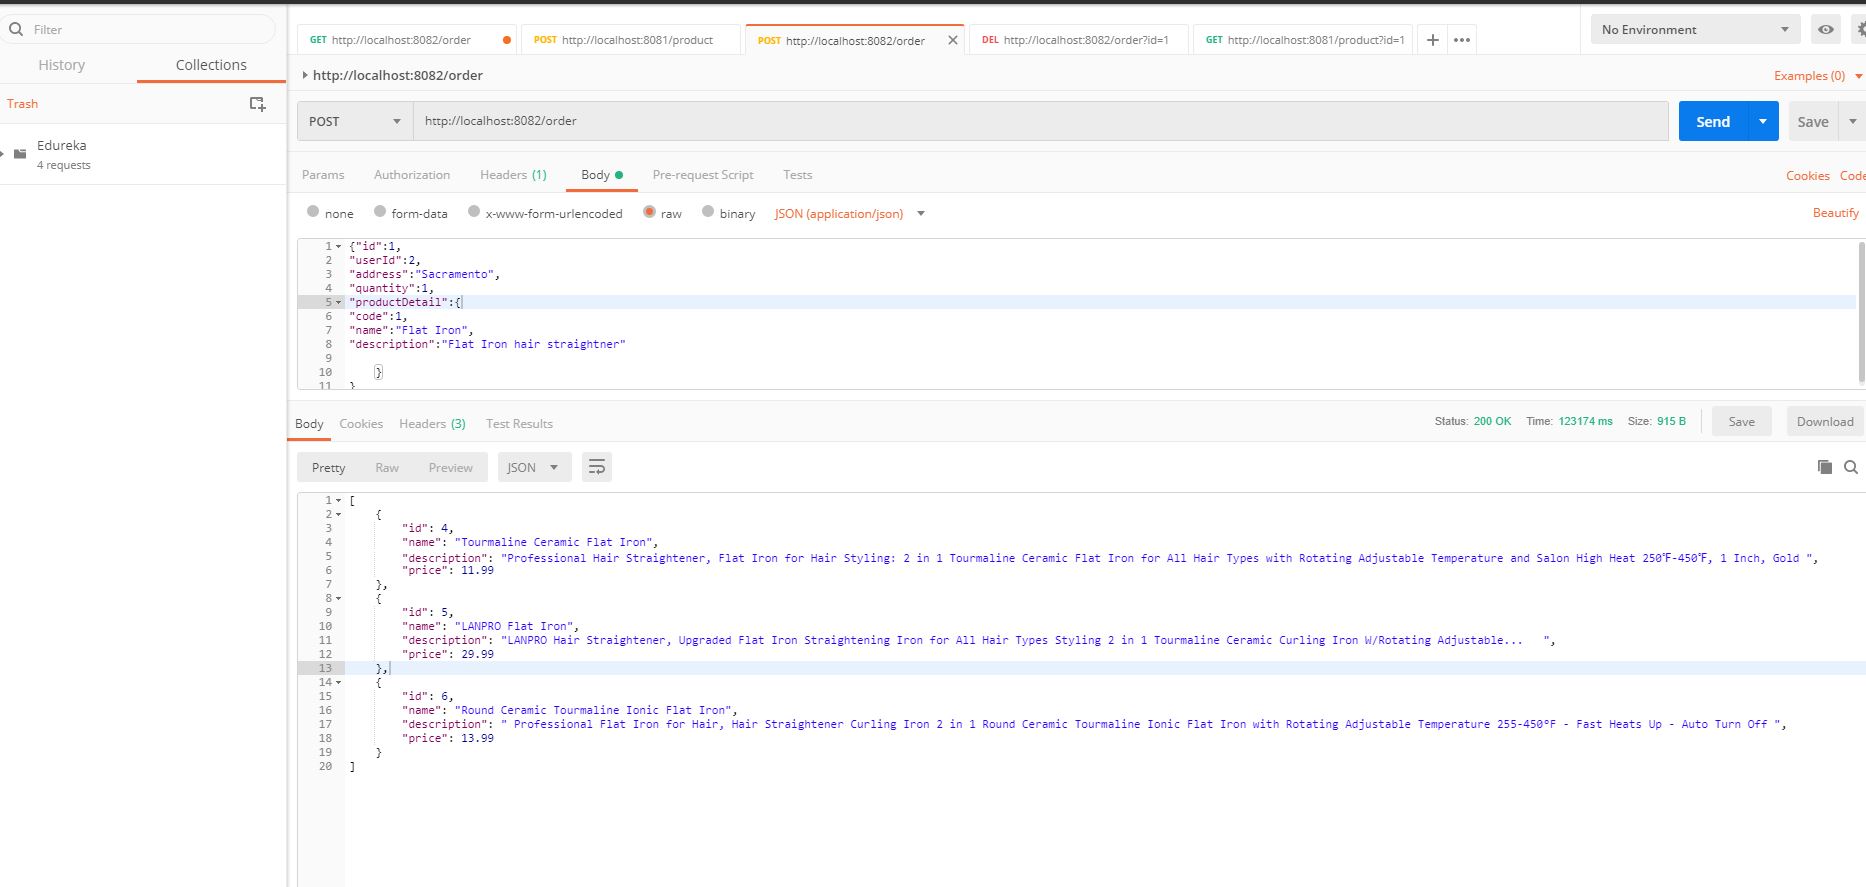 Filter
History Collections
Trash
Edureka
4 requests
GET http://localhost:8082/order
POST http://localhost:8081/product
POST http://localhost:8082/order
DEL http://localhost:8082/order?id=1
GET http://localhost:8081/product?id=1
No Environment
http://localhost:8082/order
Examples (0)
POST http://localhost:8082/order Send Save
Params Authorization Headers (1) Body Pre-request Script Tests Cookies Code
none form-data x-www-form-urlencoded raw binary JSON (application/json) Beautify
1 {"id":1,
2 "userId":2,
3 "address":"Sacramento",
4 "quantity":1,
5 "productDetail":{
6 "code":1,
7 "name":"Flat Iron",
8 "description":"Flat Iron hair straightner"
9
10 }
11 }
Body Cookies Headers (3) Test Results Status: 200 OK Time: 123174 ms Size: 915 B Save Download
Pretty Raw Preview JSON
1 [
2 {
3 "id": 4,
4 "name": "Tourmaline Ceramic Flat Iron",
5 "description": "Professional Hair Straightener, Flat Iron for Hair Styling: 2 in 1 Tourmaline Ceramic Flat Iron for All Hair Types with Rotating Adjustable Temperature and Salon High Heat 250℉-450℉, 1 Inch, Gold ",
6 "price": 11.99
7 },
8 {
9 "id": 5,
10 "name": "LANPRO Flat Iron",
11 "description": "LANPRO Hair Straightener, Upgraded Flat Iron Straightening Iron for All Hair Types Styling 2 in 1 Tourmaline Ceramic Curling Iron W/Rotating Adjustable... ",
12 "price": 29.99
13 },
14 {
15 "id": 6,
16 "name": "Round Ceramic Tourmaline Ionic Flat Iron",
17 "description": " Professional Flat Iron for Hair, Hair Straightener Curling Iron 2 in 1 Round Ceramic Tourmaline Ionic Flat Iron with Rotating Adjustable Temperature 255-450°F - Fast Heats Up - Auto Turn Off ",
18 "price": 13.99
19 }
20 ]